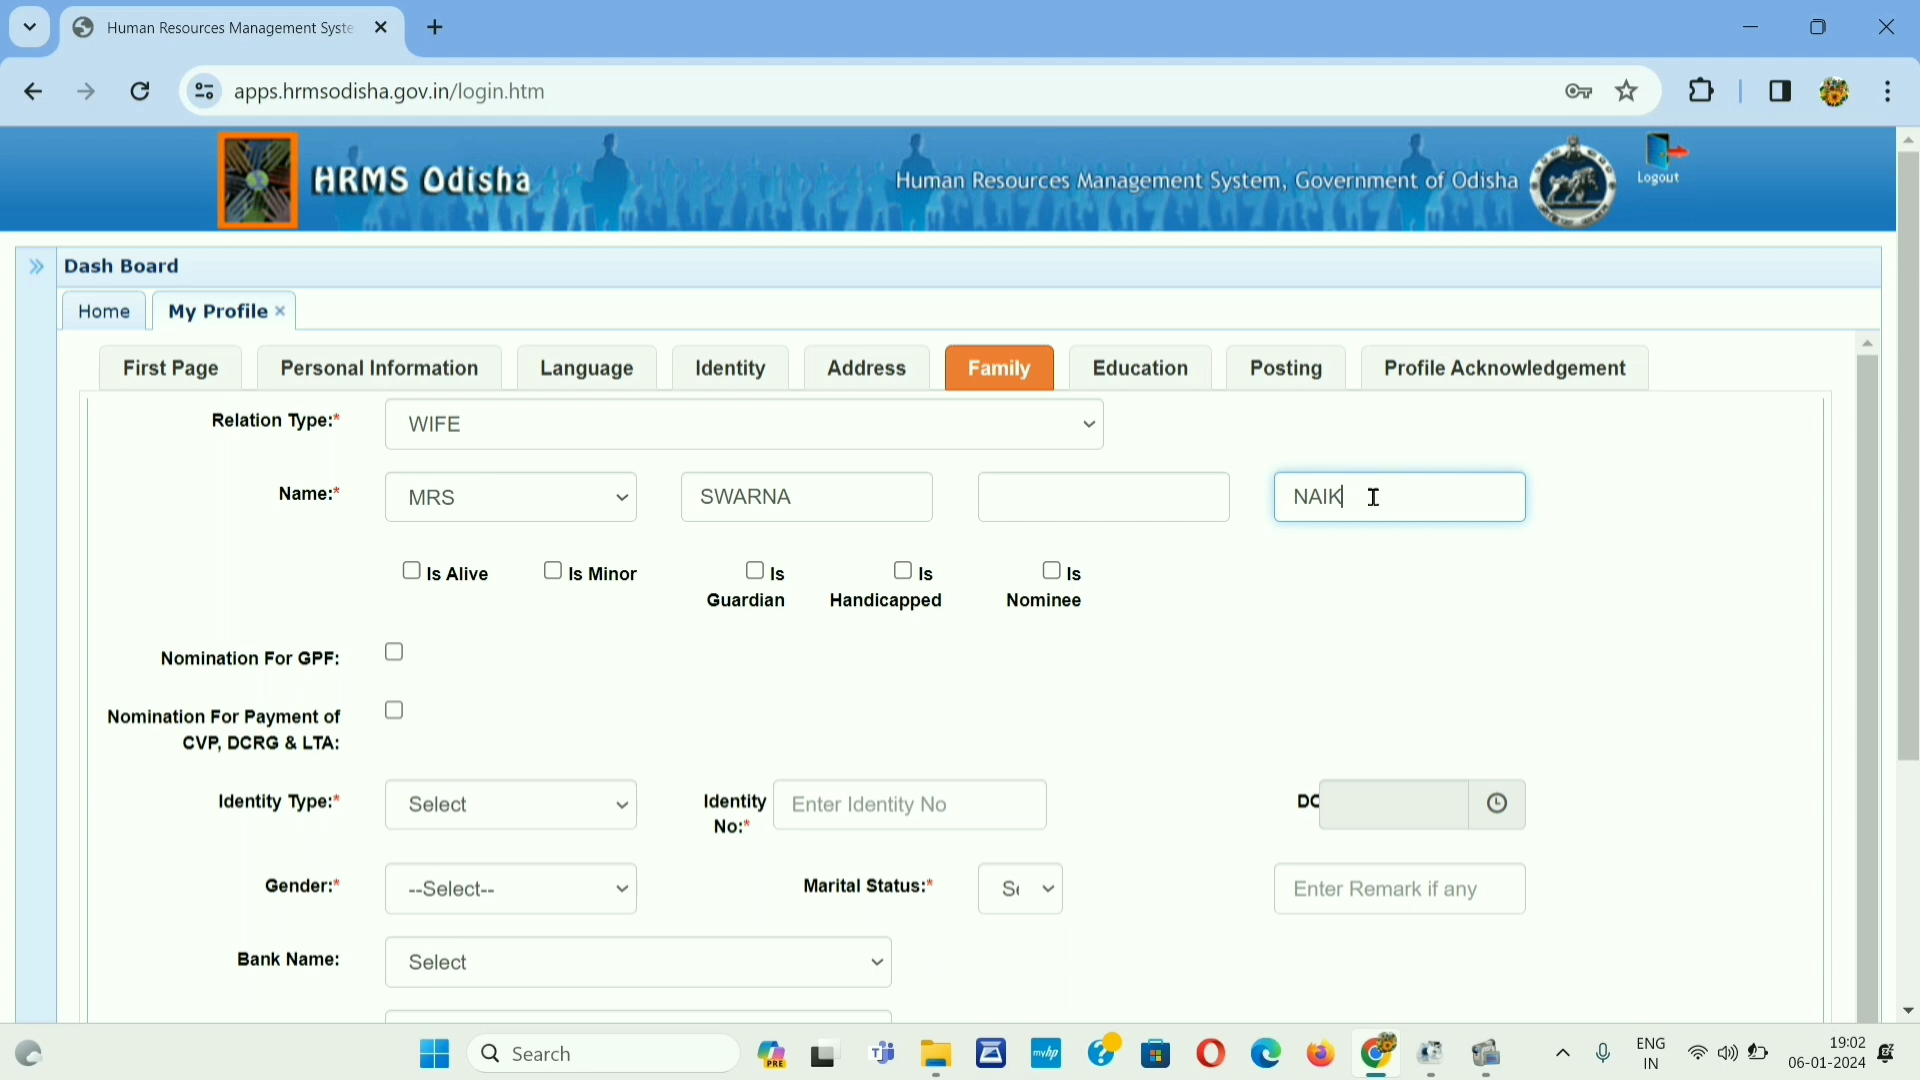 Human Resources Management Syste
apps.hrmsodisha.gov.in/login.htm
HRMS Odisha
Human Resources Management System, Government of Odisha
Logout
Dash Board
Home
My Profile
First Page
Personal Information
Language
Identity
Address
Family
Education
Posting
Profile Acknowledgement
Relation Type:*
WIFE
Name:*
MRS
SWARNA
NAIK
Is Alive
Is Minor
Is
Guardian
Is
Handicapped
Is
Nominee
Nomination For GPF:
Nomination For Payment of
CVP, DCRG & LTA:
Identity Type:*
Select
Identity
No:*
Enter Identity No
Gender:*
--Select--
Marital Status:*
Enter Remark if any
Bank Name:
Select
Search
PRE
myhp
ENG
IN
19:02
06-01-2024